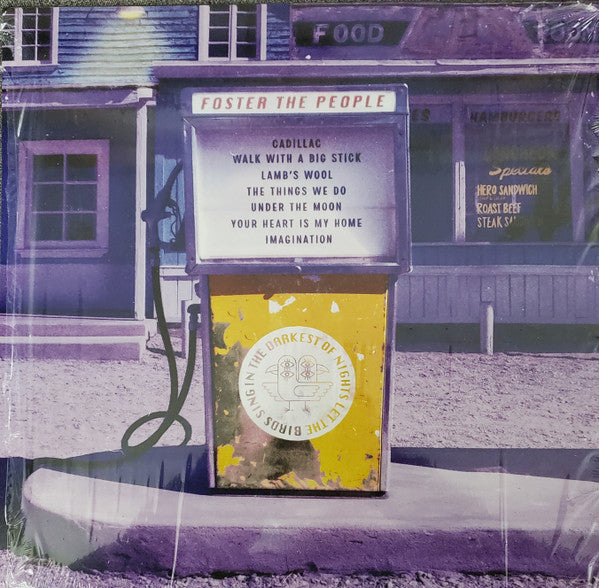 FOOD
FOSTER THE PEOPLE
CADILLAC
WALK WITH A BIG STICK
LAMB'S WOOL
THE THINGS WE DO
UNDER THE MOON
YOUR HEART IS MY HOME
IMAGINATION
HAMBURGERS
Specials
HERO SANDWICH
ROAST BEEF
STEAK
IN THE DARKEST OF NIGHTS LET THE BIRDS SING